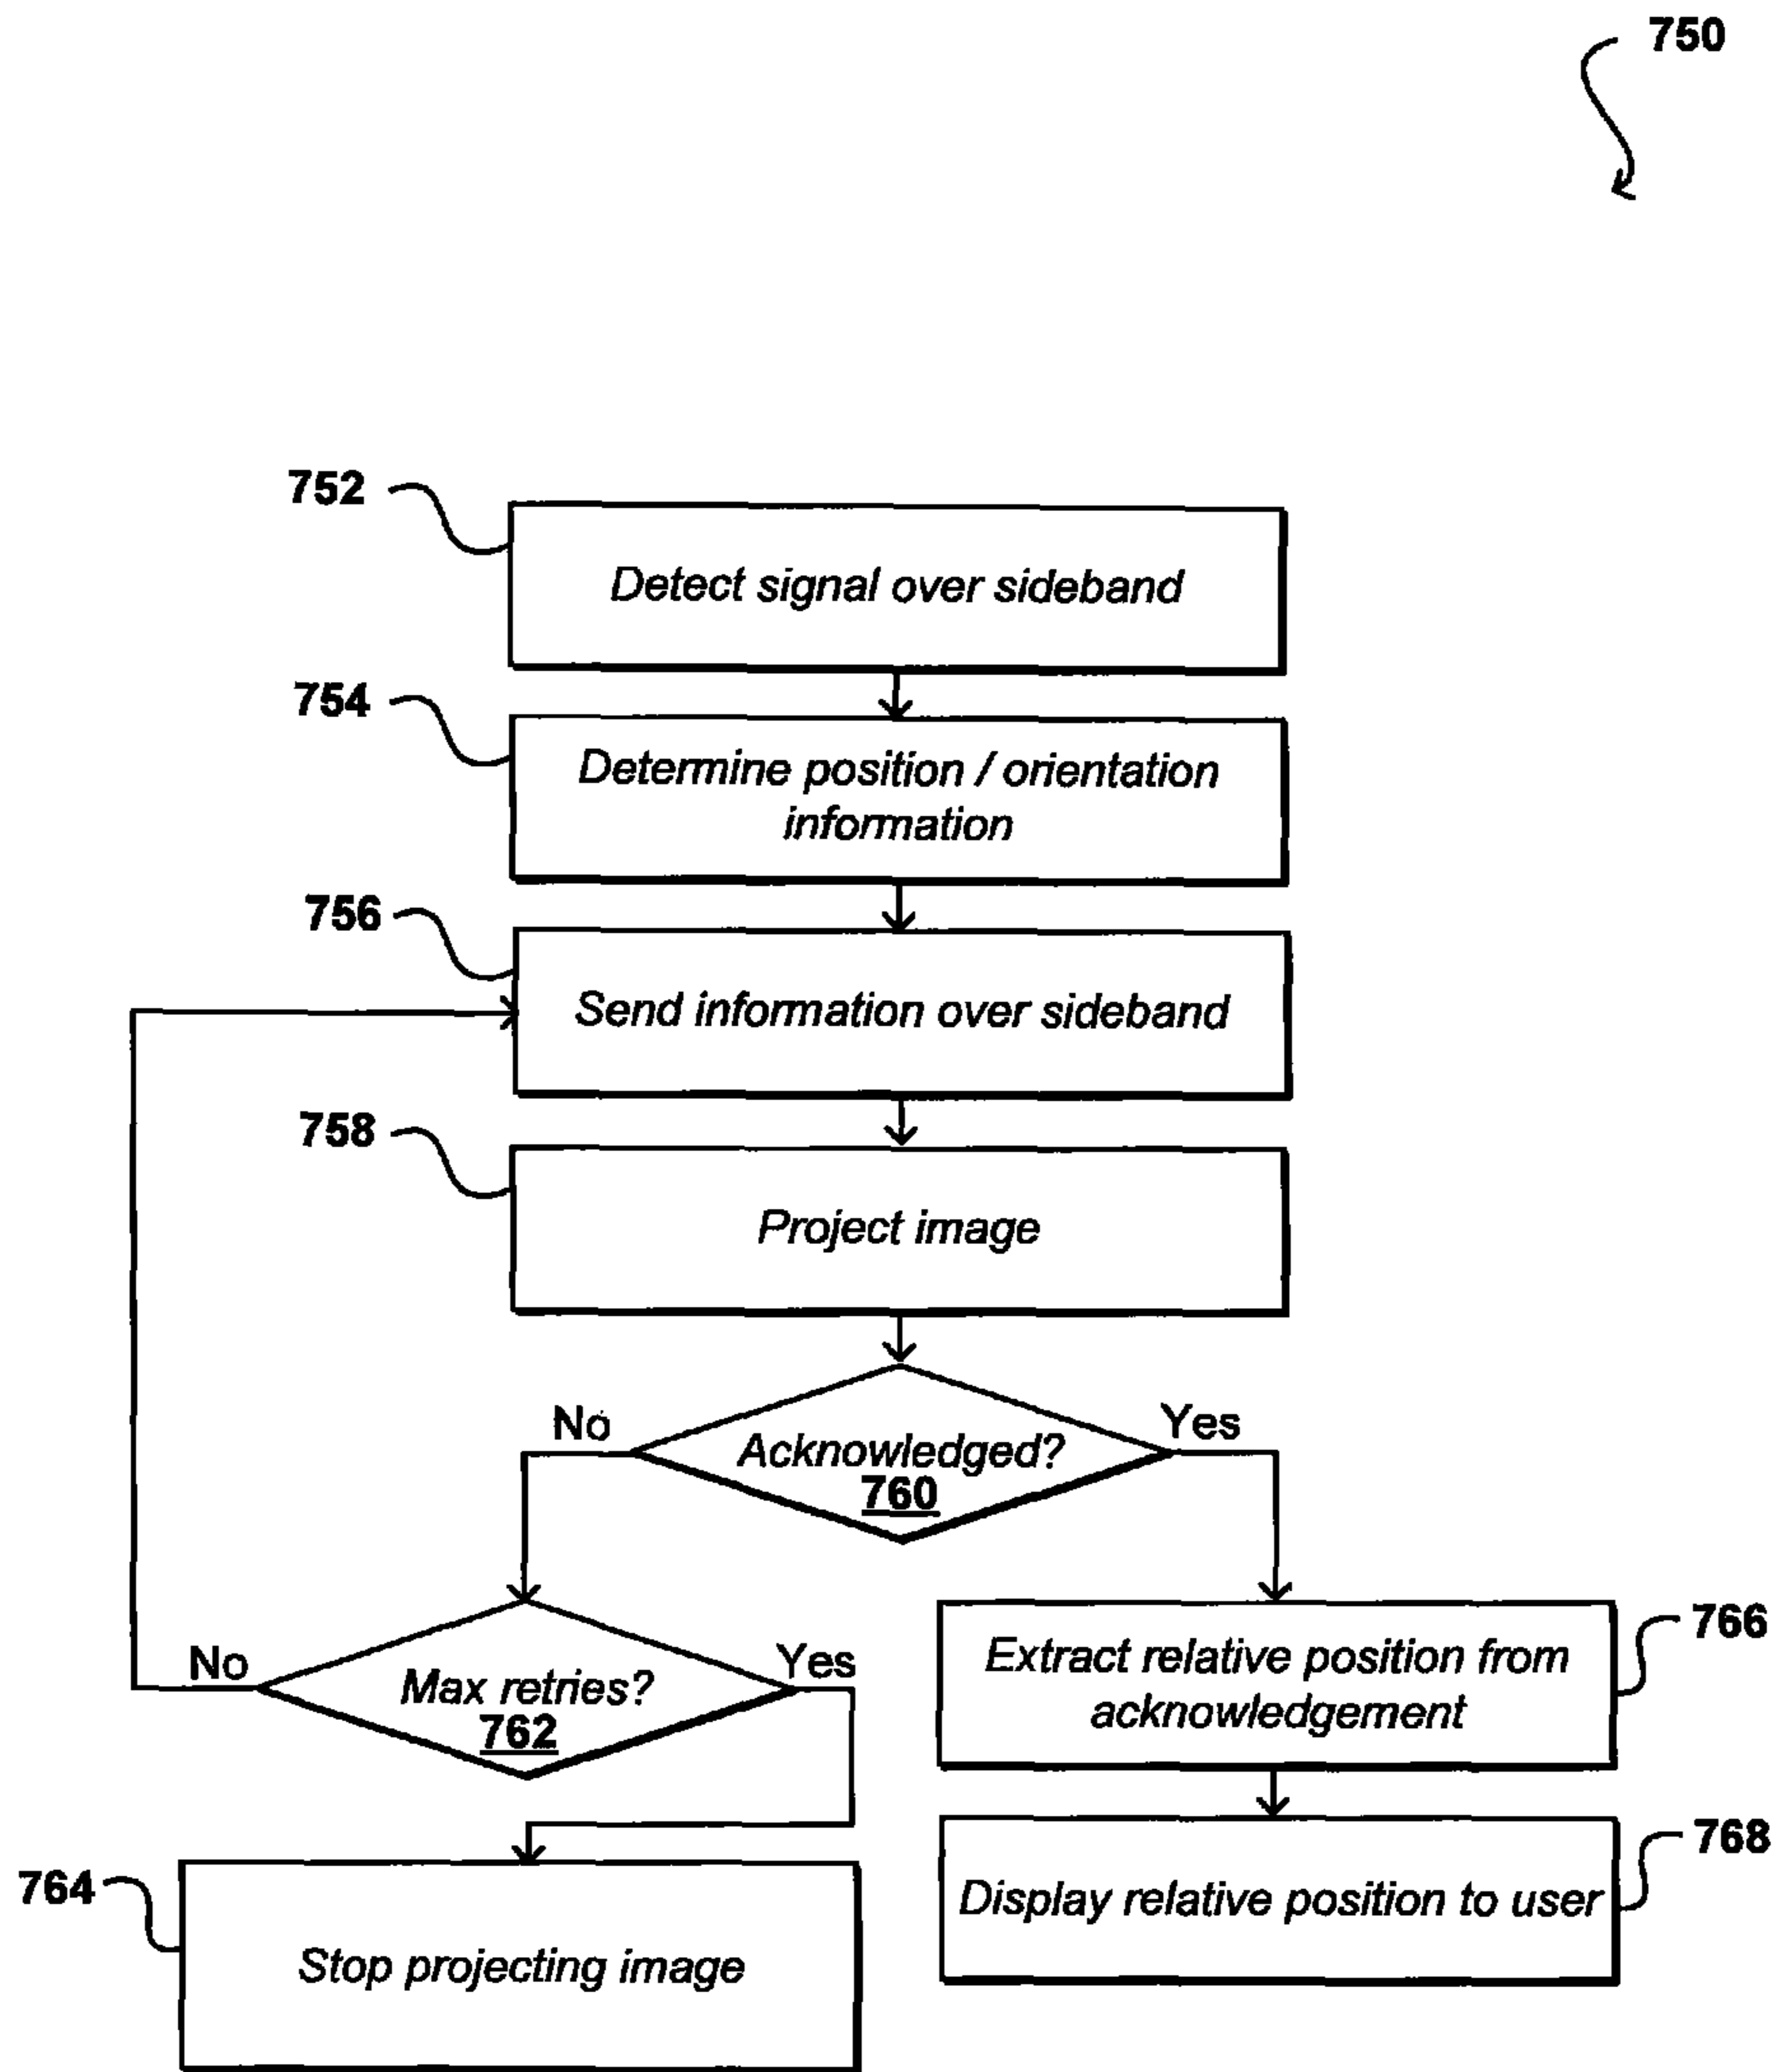 750
752
Detect signal over sideband
754
Determine position / orientation
information
756
Send information over sideband
758
Project image
No
Yes
Acknowledged?
760
No
Yes
Max retries?
762
766
Extract relative position from
acknowledgement
764
Stop projecting image
768
Display relative position to user